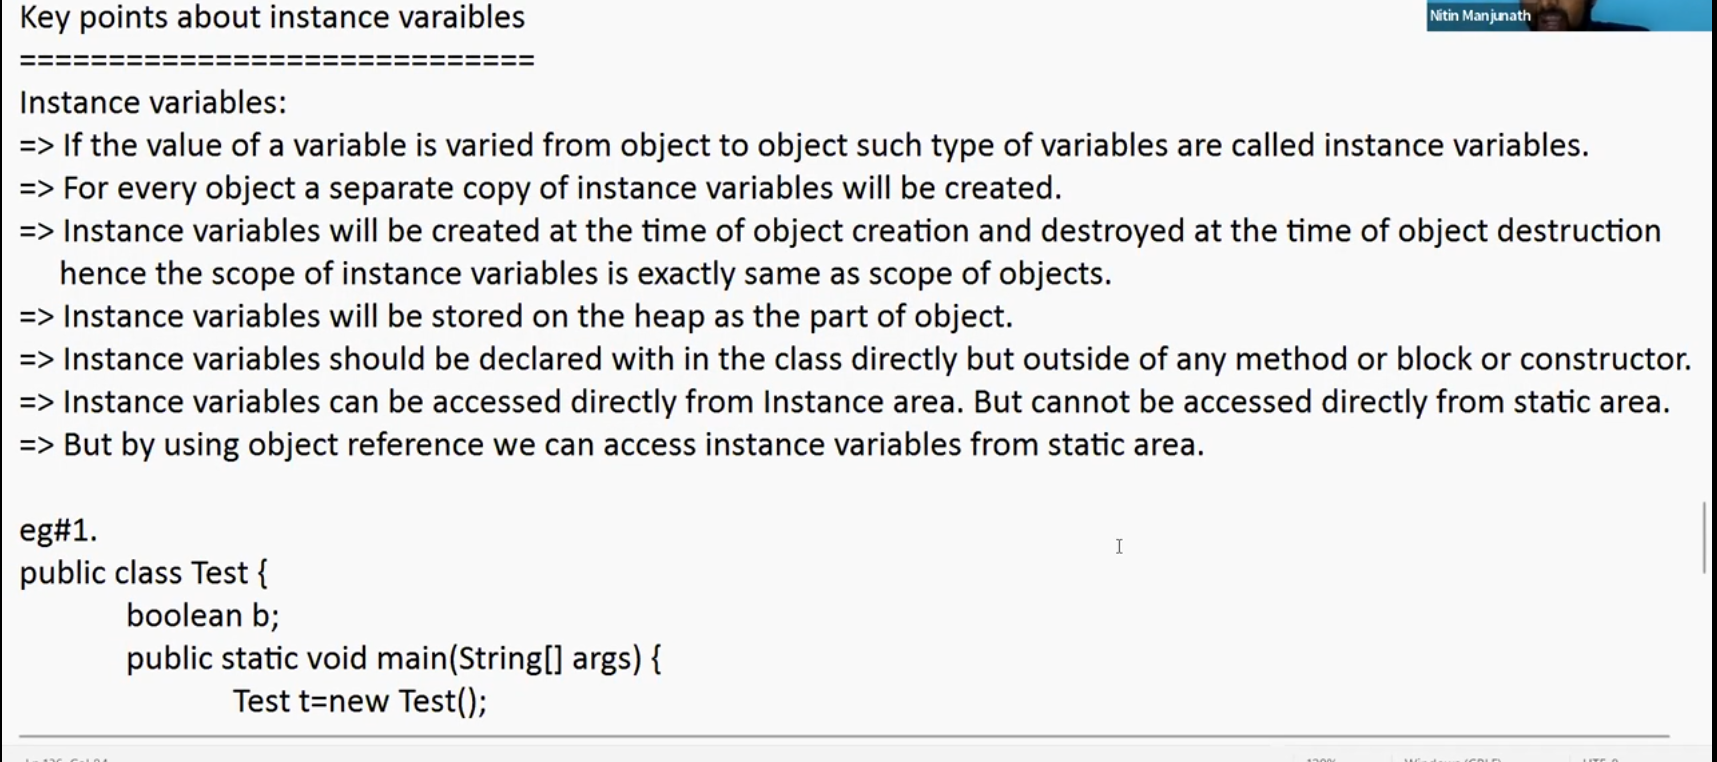 Key points about instance varaibles
Nitin Manjunath
=============================
Instance variables:
=> If the value of a variable is varied from object to object such type of variables are called instance variables.
=> For every object a separate copy of instance variables will be created.
=> Instance variables will be created at the time of object creation and destroyed at the time of object destruction
hence the scope of instance variables is exactly same as scope of objects.
=> Instance variables will be stored on the heap as the part of object.
=> Instance variables should be declared with in the class directly but outside of any method or block or constructor.
=> Instance variables can be accessed directly from Instance area. But cannot be accessed directly from static area.
=> But by using object reference we can access instance variables from static area.
eg#1.
public class Test {
boolean b;
public static void main(String[] args) {
Test t=new Test();